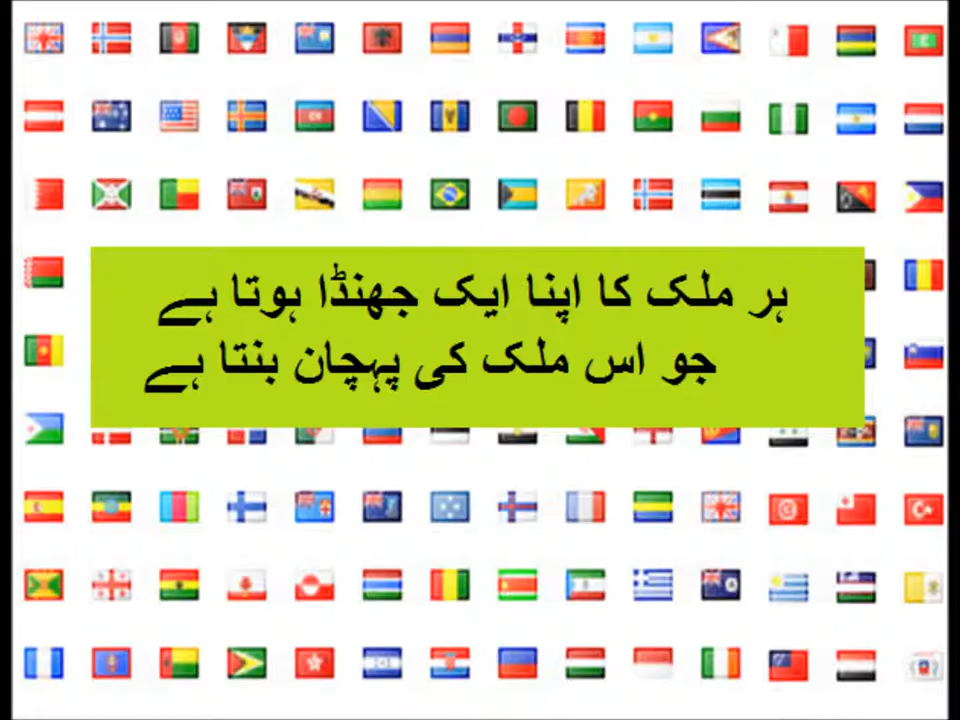 ہر ملک کا اپنا ایک جھنڈا ہوتا ہے
جو اس ملک کی پہچان بنتا ہے